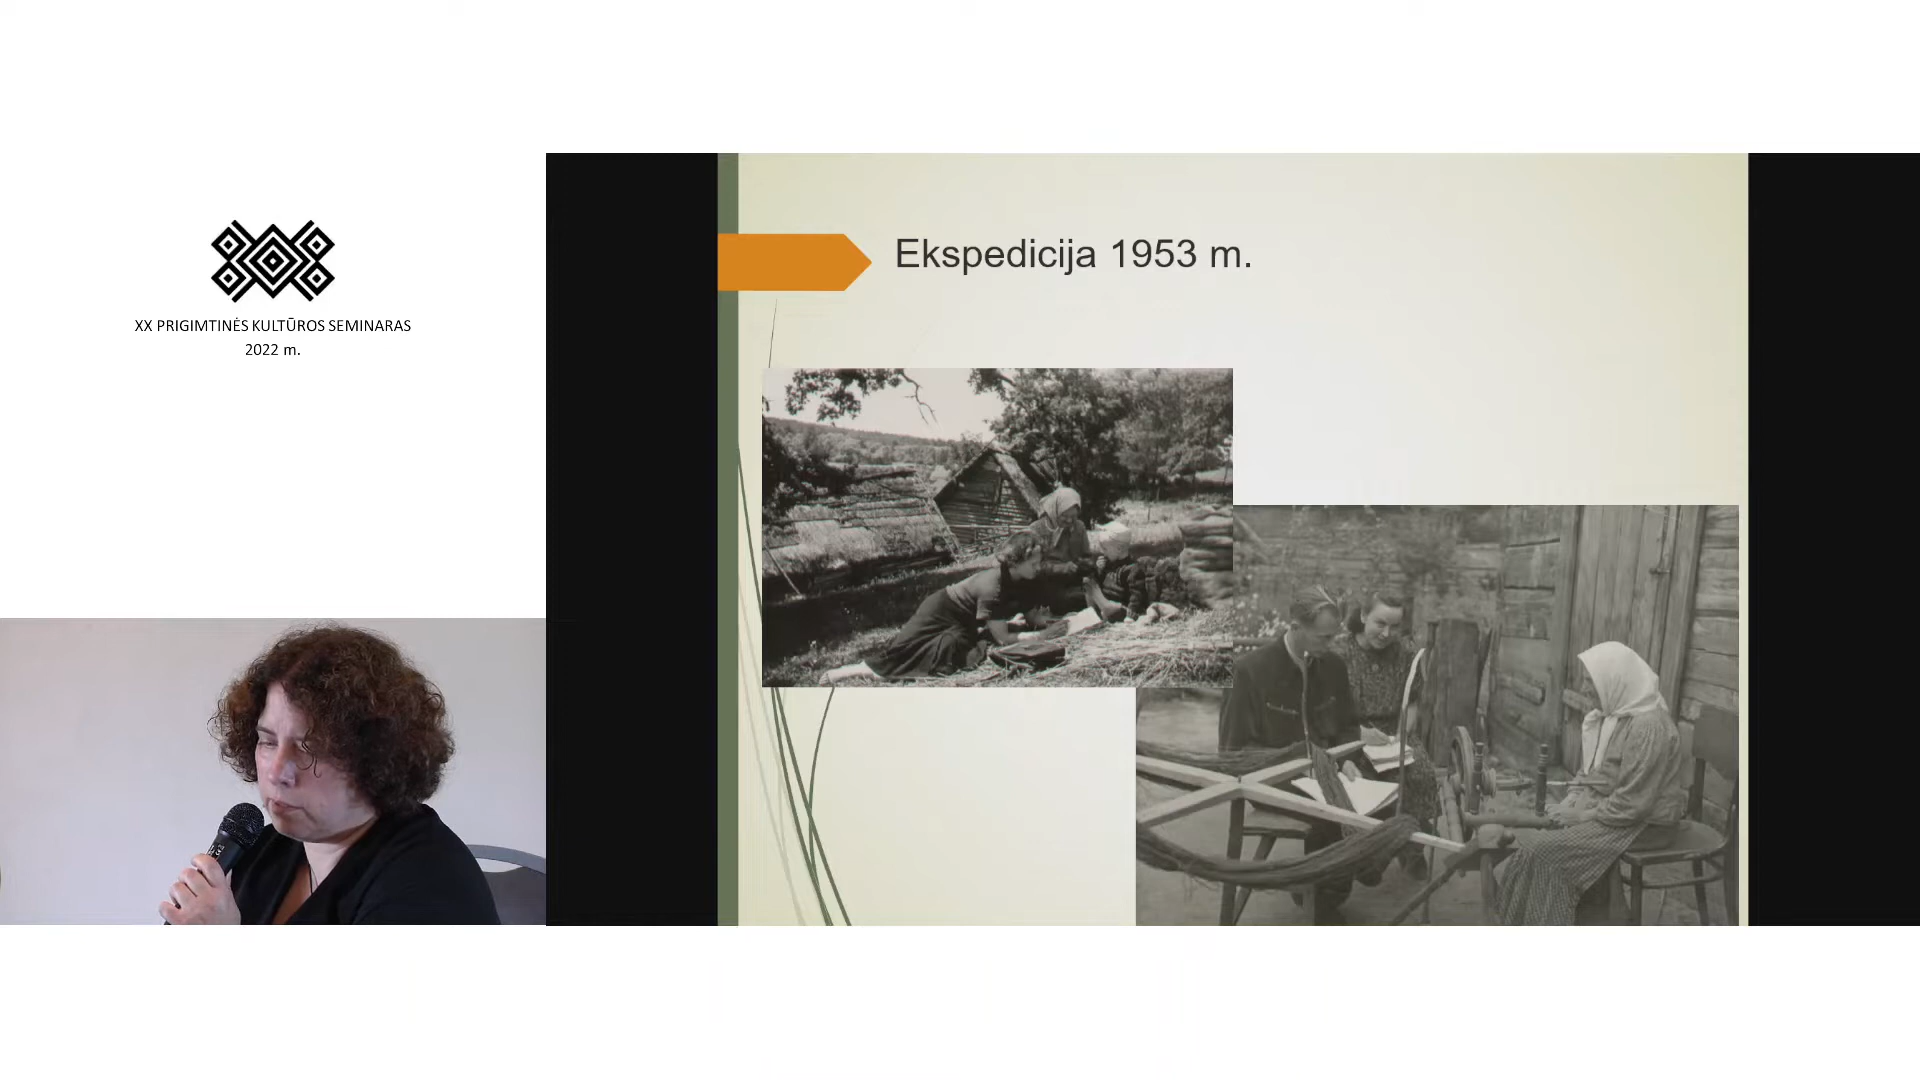 XX PRIGIMTINĖS KULTŪROS SEMINARAS
2022 m.
Ekspedicija 1953 m.